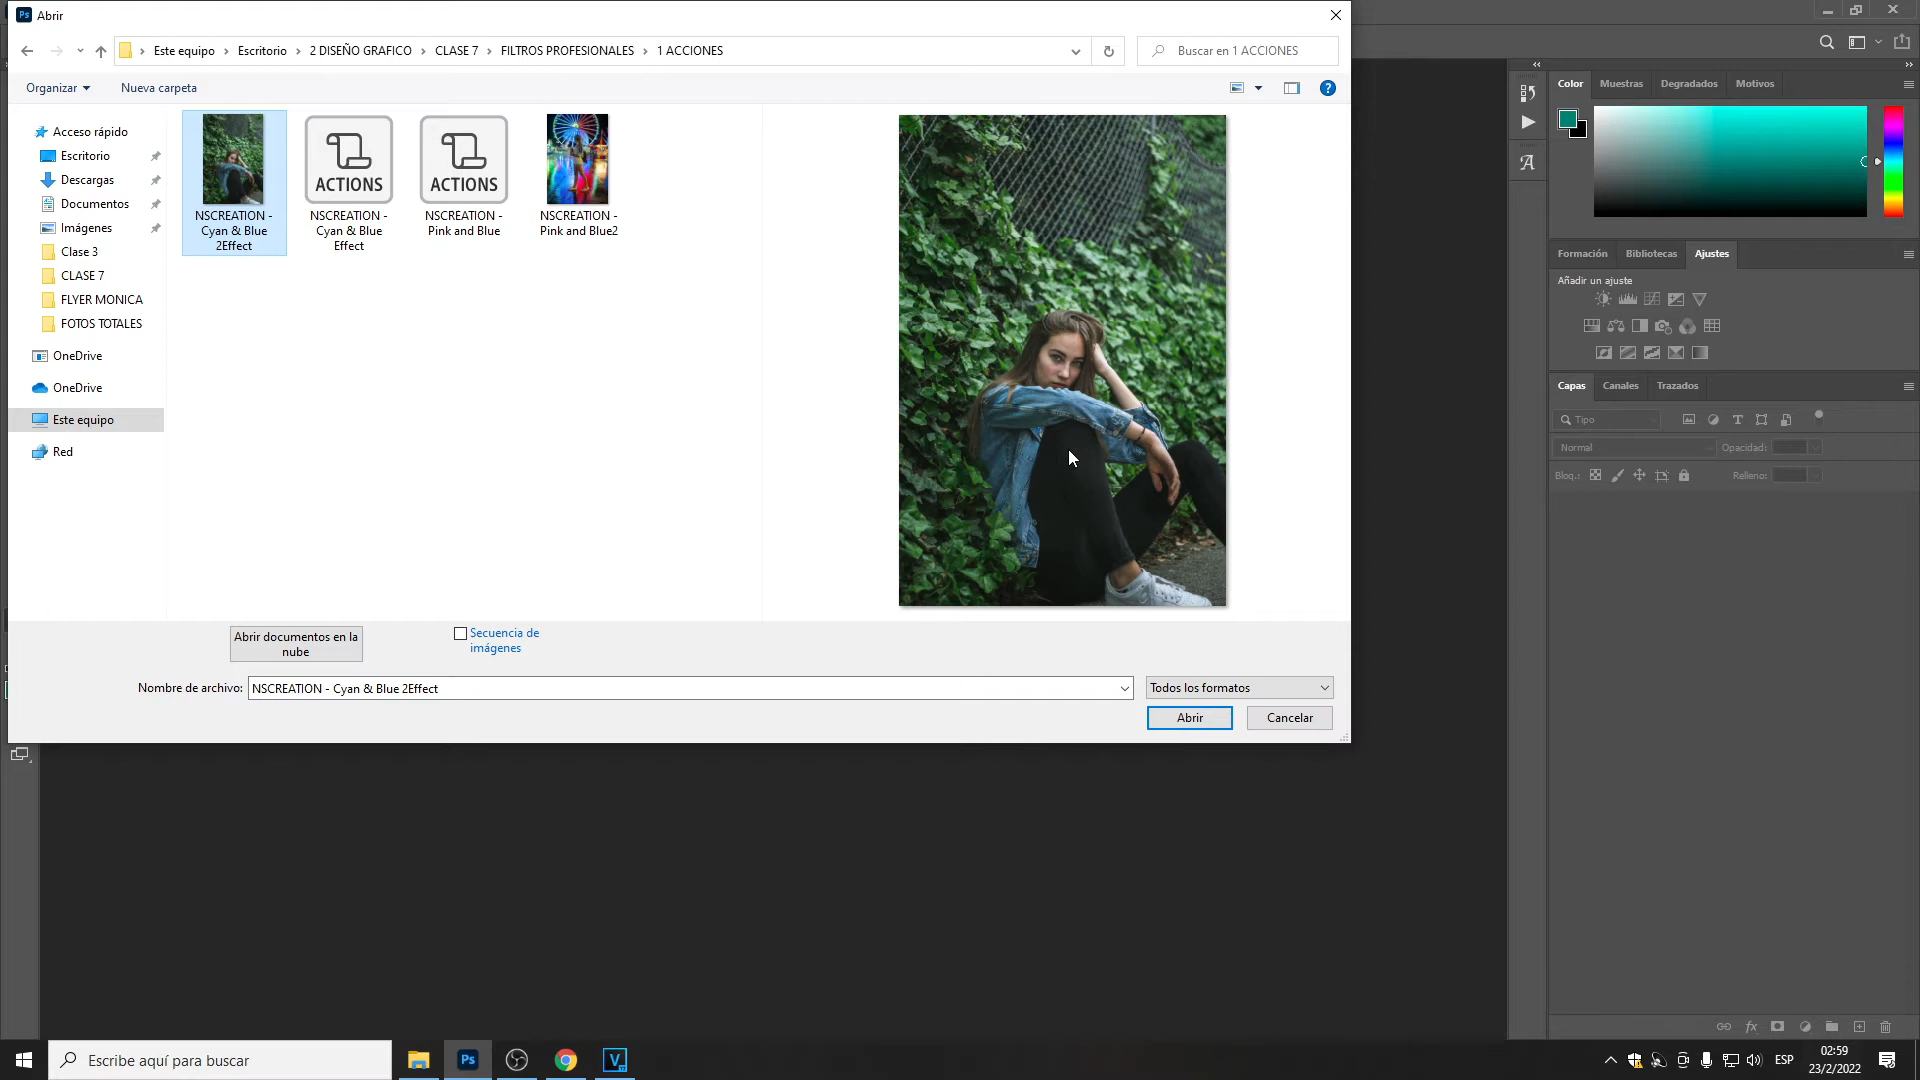 Ps Abrir
Este equipo › Escritorio › 2 DISEÑO GRAFICO › CLASE 7 › FILTROS PROFESIONALES › 1 ACCIONES
Buscar en 1 ACCIONES
Organizar
Nueva carpeta
Acceso rápido
Escritorio
Descargas
Documentos
Imágenes
Clase 3
CLASE 7
FLYER MONICA
FOTOS TOTALES
OneDrive
OneDrive
Este equipo
Red
NSCREATION -
Cyan & Blue
2Effect
ACTIONS
NSCREATION -
Cyan & Blue
Effect
ACTIONS
NSCREATION -
Pink and Blue
NSCREATION -
Pink and Blue2
Abrir documentos en la
nube
Secuencia de
imágenes
Nombre de archivo:
NSCREATION - Cyan & Blue 2Effect
Todos los formatos
Abrir
Cancelar
Color
Muestras
Degradados
Motivos
Formación
Bibliotecas
Ajustes
Añadir un ajuste
Capas
Canales
Trazados
Tipo
Normal
Opacidad:
Bloq.:
Relleno:
Escribe aquí para buscar
Ps
V
ESP
02:59
23/2/2022